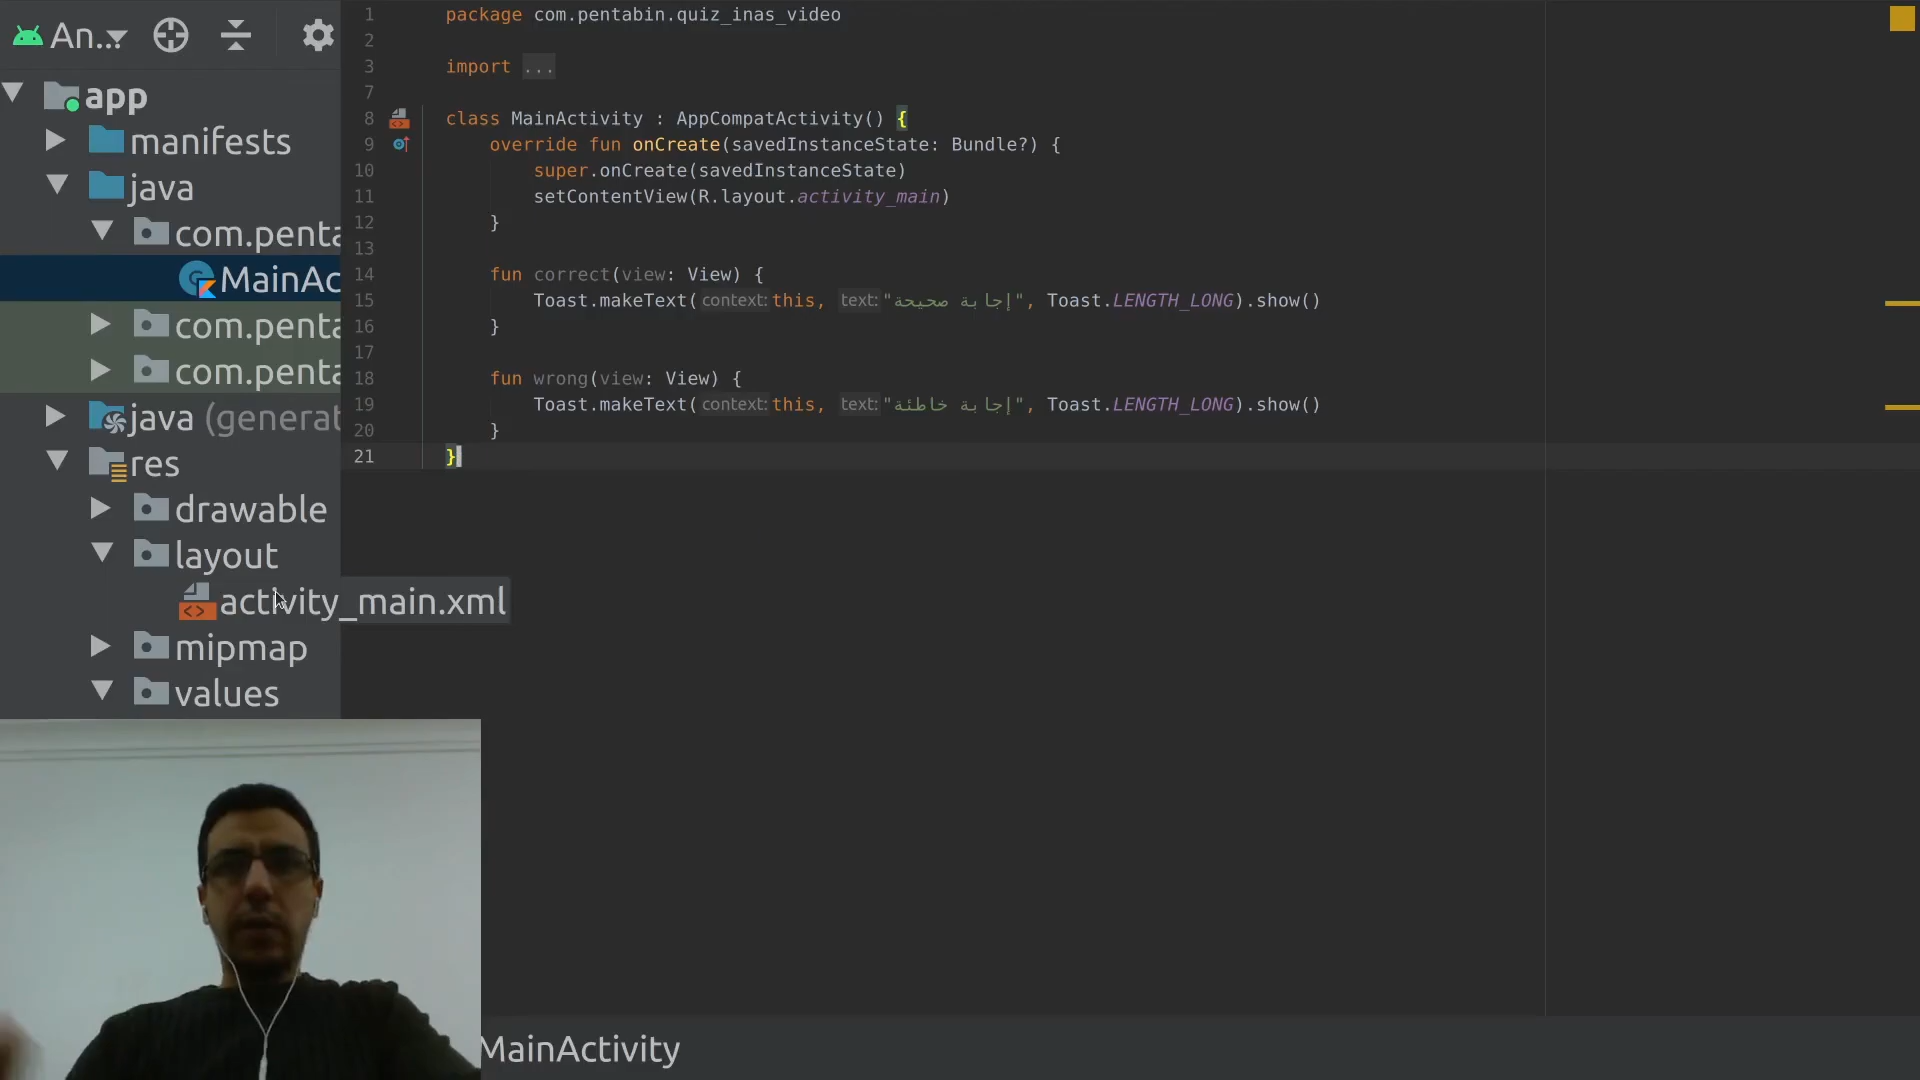 An...
app
manifests
java
com.penta
MainAc
com.penta
com.penta
java (generat
res
drawable
layout
activity_main.xml
mipmap
values
1 package com.pentabin.quiz_inas_video
2
3 import ...
7
8 class MainActivity : AppCompatActivity() {
9 override fun onCreate(savedInstanceState: Bundle?) {
10 super.onCreate(savedInstanceState)
11 setContentView(R.layout.activity_main)
12 }
13
14 fun correct(view: View) {
15 Toast.makeText( context: this, text: "إجابة صحيحة", Toast.LENGTH_LONG).show()
16 }
17
18 fun wrong(view: View) {
19 Toast.makeText( context: this, text: "إجابة خاطئة", Toast.LENGTH_LONG).show()
20 }
21 }
MainActivity